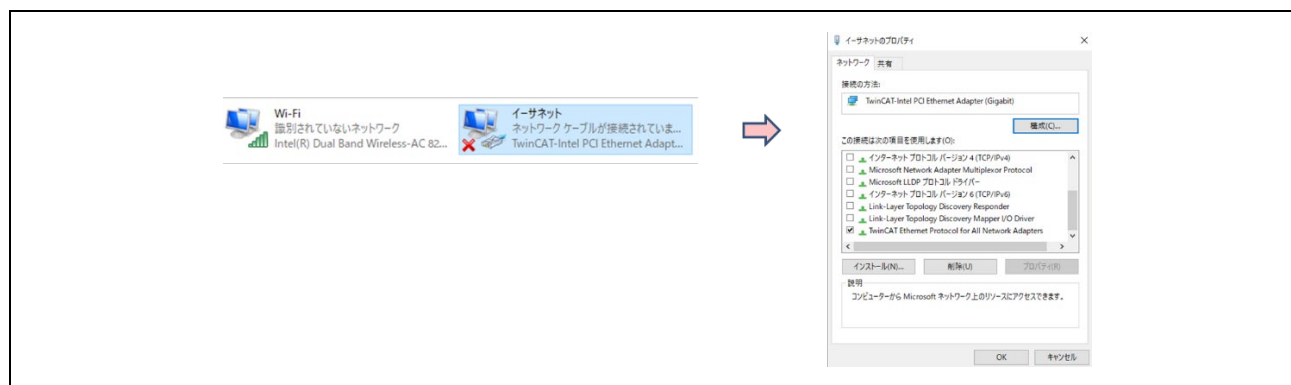 Wi-Fi
識別されていないネットワーク
Intel(R) Dual Band Wireless-AC 82...
イーサネット
ネットワーク ケーブルが接続されていま...
TwinCAT-Intel PCI Ethernet Adapt...
イーサネットのプロパティ
ネットワーク 共有
接続の方法:
TwinCAT-Intel PCI Ethernet Adapter (Gigabit)
構成(C)...
この接続は次の項目を使用します(O):
インターネット プロトコル バージョン 4 (TCP/IPv4)
Microsoft Network Adapter Multiplexor Protocol
Microsoft LLDP プロトコル ドライバー
インターネット プロトコル バージョン 6 (TCP/IPv6)
Link-Layer Topology Discovery Responder
Link-Layer Topology Discovery Mapper I/O Driver
TwinCAT Ethernet Protocol for All Network Adapters
インストール(N)... 削除(U) プロパティ(R)
説明
コンピューターから Microsoft ネットワーク上のリソースにアクセスできます。
OK キャンセル